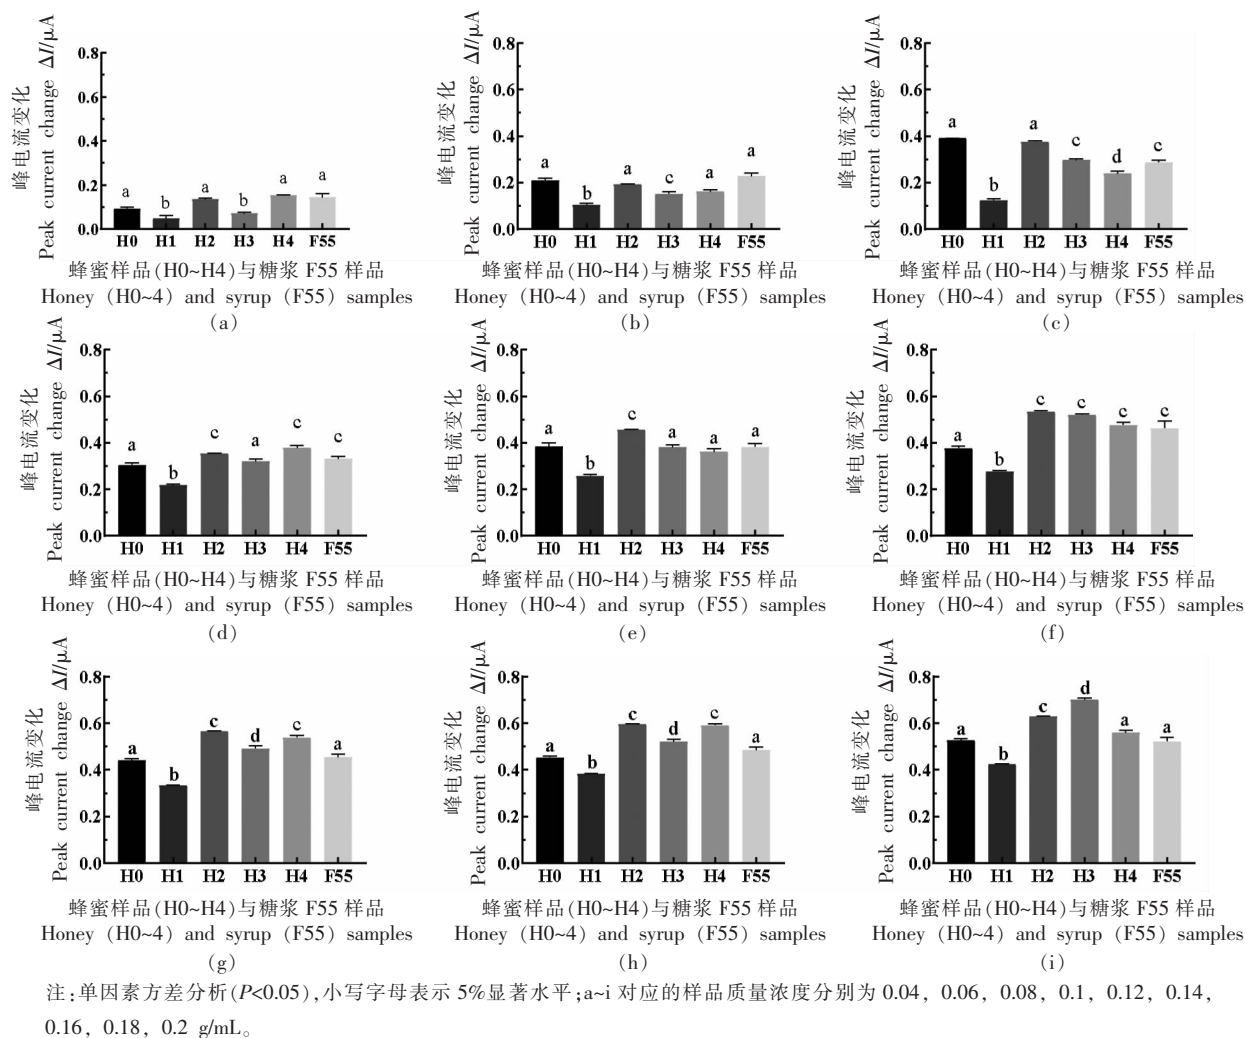 峰电流变化
Peak current change ΔI/μA
0.8
0.6
0.4
0.2
0.0
a
b
a
b
a
a
H0 H1 H2 H3 H4 F55
蜂蜜样品(H0~H4)与糖浆 F55 样品
Honey (H0~4) and syrup (F55) samples
(a)
峰电流变化
Peak current change ΔI/μA
0.8
0.6
0.4
0.2
0.0
a
b
a
c
a
a
H0 H1 H2 H3 H4 F55
蜂蜜样品(H0~H4)与糖浆 F55 样品
Honey (H0~4) and syrup (F55) samples
(b)
峰电流变化
Peak current change ΔI/μA
0.8
0.6
0.4
0.2
0.0
a
b
a
c
d
c
H0 H1 H2 H3 H4 F55
蜂蜜样品(H0~H4)与糖浆 F55 样品
Honey (H0~4) and syrup (F55) samples
(c)
峰电流变化
Peak current change ΔI/μA
0.8
0.6
0.4
0.2
0.0
a
b
c
a
c
c
H0 H1 H2 H3 H4 F55
蜂蜜样品(H0~H4)与糖浆 F55 样品
Honey (H0~4) and syrup (F55) samples
(d)
峰电流变化
Peak current change ΔI/μA
0.8
0.6
0.4
0.2
0.0
a
b
c
a
a
a
H0 H1 H2 H3 H4 F55
蜂蜜样品(H0~H4)与糖浆 F55 样品
Honey (H0~4) and syrup (F55) samples
(e)
峰电流变化
Peak current change ΔI/μA
0.8
0.6
0.4
0.2
0.0
a
b
c
c
c
c
H0 H1 H2 H3 H4 F55
蜂蜜样品(H0~H4)与糖浆 F55 样品
Honey (H0~4) and syrup (F55) samples
(f)
峰电流变化
Peak current change ΔI/μA
0.8
0.6
0.4
0.2
0.0
a
b
c
d
c
a
H0 H1 H2 H3 H4 F55
蜂蜜样品(H0~H4)与糖浆 F55 样品
Honey (H0~4) and syrup (F55) samples
(g)
峰电流变化
Peak current change ΔI/μA
0.8
0.6
0.4
0.2
0.0
a
b
c
d
c
a
H0 H1 H2 H3 H4 F55
蜂蜜样品(H0~H4)与糖浆 F55 样品
Honey (H0~4) and syrup (F55) samples
(h)
峰电流变化
Peak current change ΔI/μA
0.8
0.6
0.4
0.2
0.0
a
b
c
d
a
a
H0 H1 H2 H3 H4 F55
蜂蜜样品(H0~H4)与糖浆 F55 样品
Honey (H0~4) and syrup (F55) samples
(i)
注:单因素方差分析(P<0.05),小写字母表示 5%显著水平;a~i 对应的样品质量浓度分别为 0.04, 0.06, 0.08, 0.1, 0.12, 0.14,
0.16, 0.18, 0.2 g/mL。